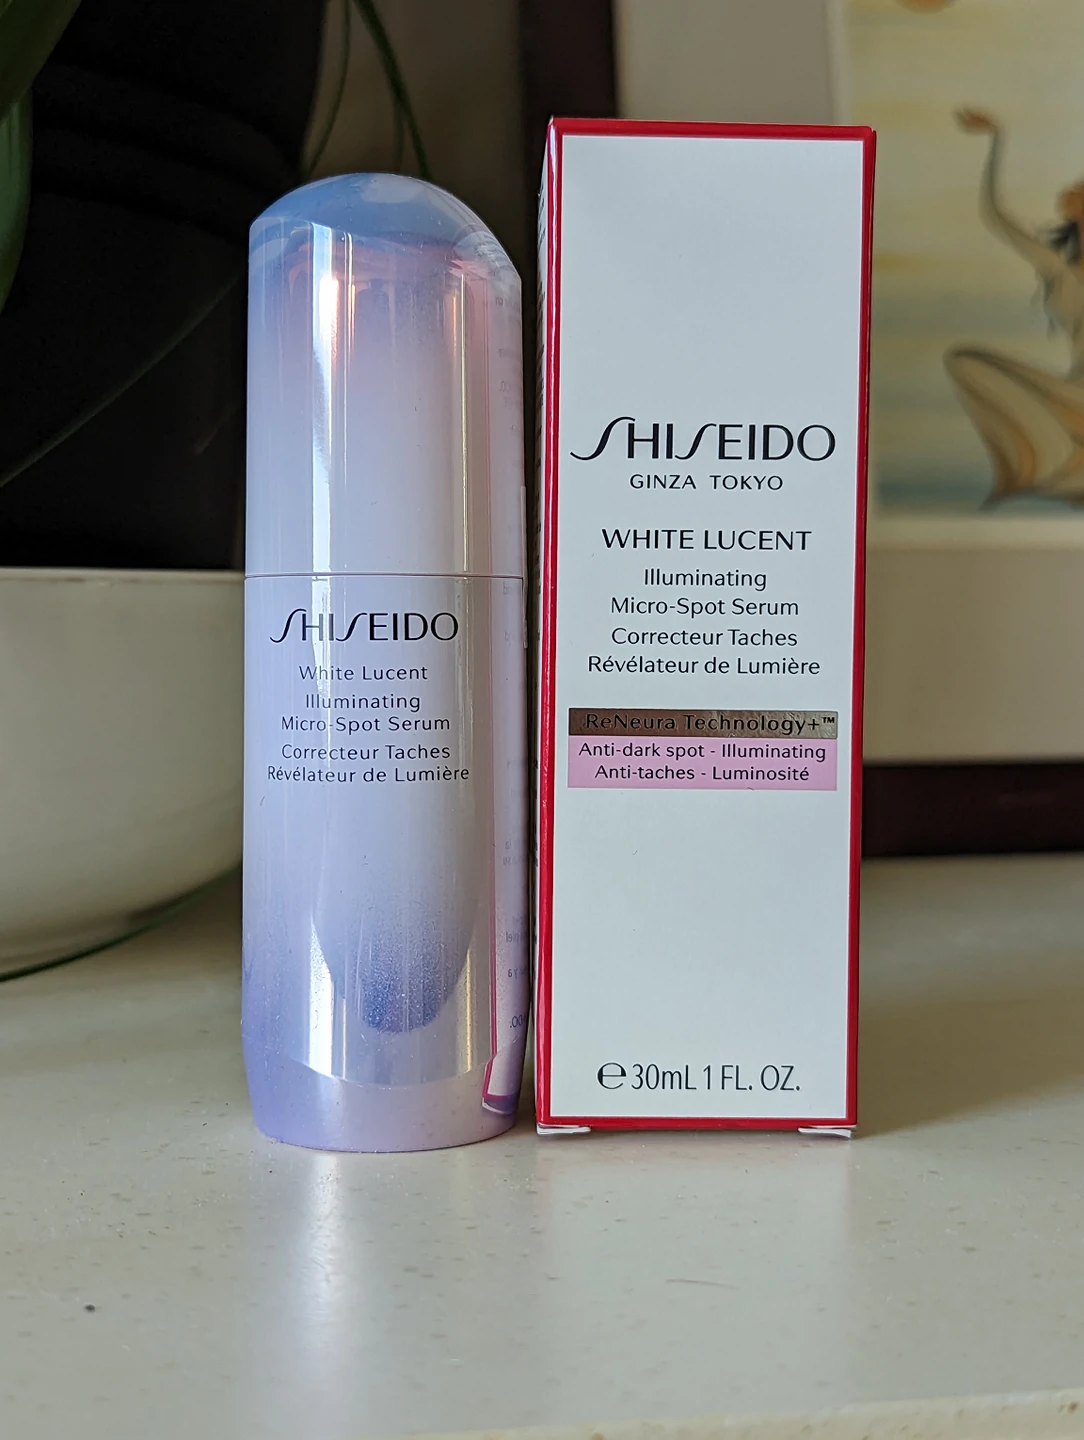 SHISEIDO
White Lucent
Illuminating
Micro-Spot Serum
Correcteur Taches
Révélateur de Lumière
SHISEIDO
GINZA TOKYO
WHITE LUCENT
Illuminating
Micro-Spot Serum
Correcteur Taches
Révélateur de Lumière
ReNeura Technology+™
Anti-dark spot - Illuminating
Anti-taches - Luminosité
℮30mL 1 FL. OZ.